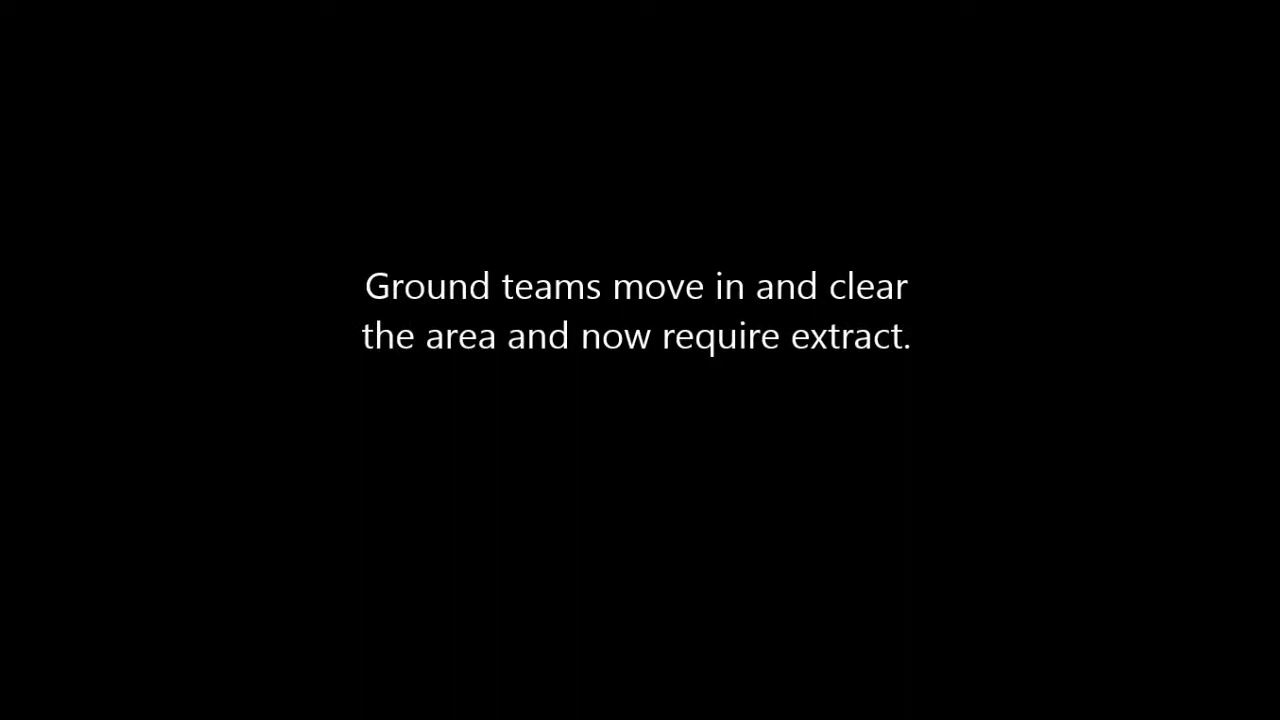 Ground teams move in and clear
the area and now require extract.